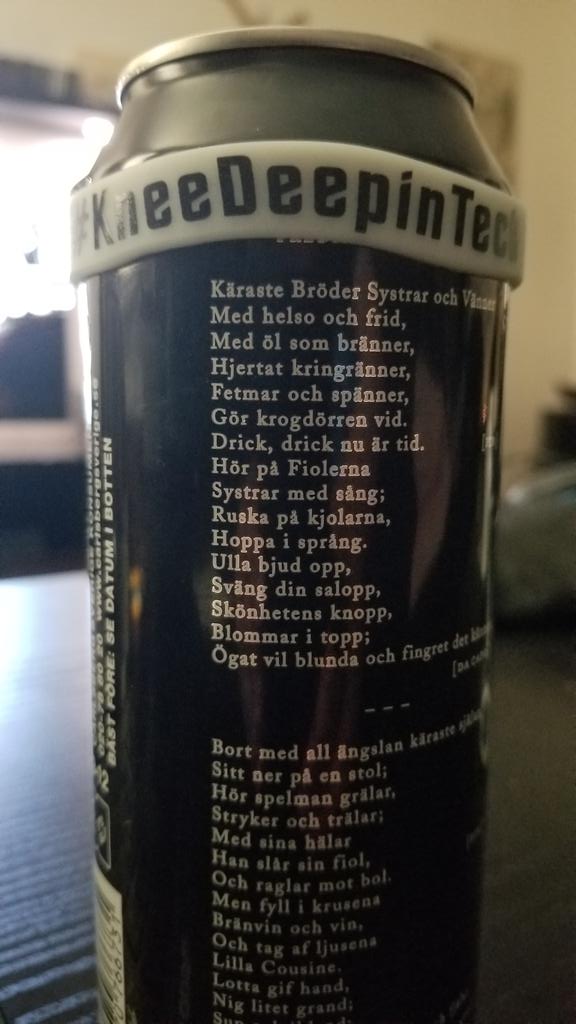 #KneeDeepinTec
Käraste Bröder Systrar och Vänner
Med helso och frid,
Med öl som bränner,
Hjertat kringränner,
Fetmar och spänner,
Gör krogdörren vid.
Drick, drick nu är tid.
Hör på Fiolerna
Systrar med sång;
Ruska på kjolarna,
Hoppa i språng.
Ulla bjud opp,
Sväng din salopp,
Skönhetens knopp,
Blommar i topp;
Ögat vil blunda och fingret det
[DA CAPO
---
Bort med all ängslan käraste
Sitt ner på en stol;
Hör spelman grälar,
Stryker och trälar;
Med sina hälar
Han slår sin fiol,
Och raglar mot bol.
Men fyll i krusena
Bränvin och vin,
Och tag af ljusena
Lilla Cousine.
Lotta gif hand,
Nig litet grand;
BÄST FÖRE: SE DATUM I BOTTEN